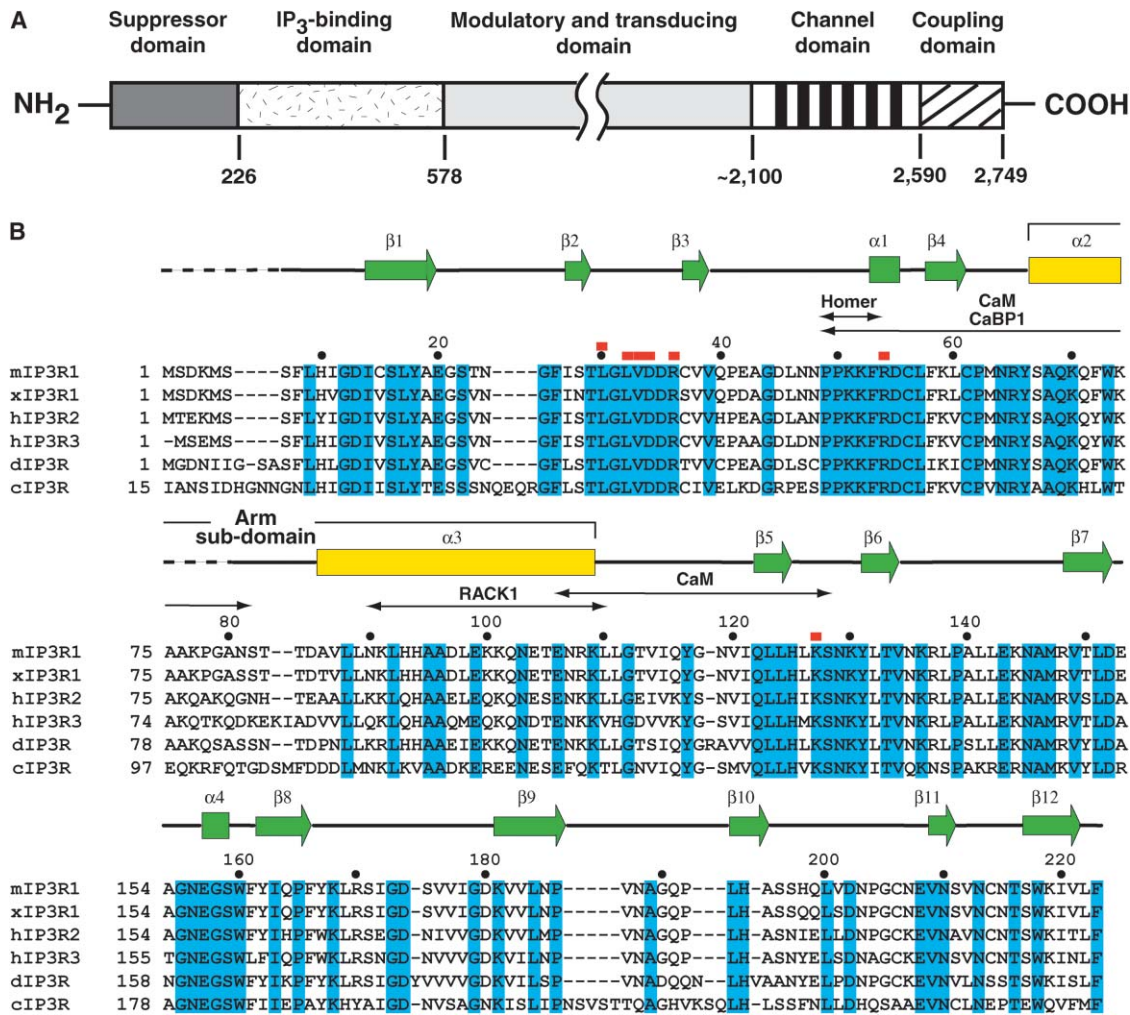 A
Suppressor domain
IP3-binding domain
Modulatory and transducing domain
Channel domain
Coupling domain
NH2
COOH
226
578
~2,100
2,590
2,749
B
β1
β2
β3
α1
β4
α2
Homer
CaM
CaBP1
20
40
60
mIP3R1 1 MSDKMS----SFLHIGDICSLYAEGSTN----GFISTLGLVDDRCVVQPEAGDLNNPPKKFRDCLFKLCPMNRYSAQKQFWK
xIP3R1 1 MSDKMS----SFLHVGDIVSLYAEGSVN----GFINTLGLVDDRSVVQPDAGDLNNPPKKFRDCLFRLCPMNRYSAQKQFWK
hIP3R2 1 MTEKMS----SFLYIGDIVSLYAEGSVN----GFISTLGLVDDRCVVHPEAGDLANPPKKFRDCLFKVCPMNRYSAQKQYWK
hIP3R3 1 -MSEMS----SFLHIGDIVSLYAEGSVN----GFISTLGLVDDRCVVEPAAGDLDNPPKKFRDCLFKVCPMNRYSAQKQYWK
dIP3R 1 MGDNIIG-SASFLHLGDIVSLYAEGSVC----GFLSTLGLVDDRTVVCPEAGDLSCPPKKFRDCLIKICPMNRYSAQKQFWK
cIP3R 15 IANSIDHGNNGNLHIGDIISLYTESSSNQEQRGFLSTLGLVDDRCIVELKDGRPESPPKKFRDCLFKVCPVNRYAAQKHLWT
Arm
sub-domain
α3
β5
β6
β7
RACK1
CaM
80
100
120
140
mIP3R1 75 AAKPGANST--TDAVLLNKLHHAADLEKKQNETENRKLLGTVIQYG-NVIQLLHLKSNKYLTVNKRLPALLEKNAMRVTLDE
xIP3R1 75 AAKPGASST--TDTVLLNKLHHAADLEKKQNETENRKLLGTVIQYG-NVIQLLHLKSNKYLTVNKRLPALLEKNAMRVTLDE
hIP3R2 75 AKQAKQGNH--TEAALLKKLQHAAELEQKQNESENKKLLGEIVKYS-NVIQLLHIKSNKYLTVNKRLPALLEKNAMRVSLDA
hIP3R3 74 AKQTKQDKEKIADVVLLQKLQHAAQMEQKQNDTENKKVHGDVVKYG-SVIQLLHMKSNKYLTVNKRLPALLEKNAMRVTLDA
dIP3R 78 AAKQSASSN--TDPNLLKRLHHAAEIEKKQNETENKKLLGTSIQYGRAVVQLLHLKSNKYLTVNKRLPSLLEKNAMRVYLDA
cIP3R 97 EQKRFQTGDSMFDDDLMNKLKVAADKEREENESEFQKTLGNVIQYG-SMVQLLHVKSNKYITVQKNSPAKRERNAMKVYLDR
α4
β8
β9
β10
β11
β12
160
180
200
220
mIP3R1 154 AGNEGSWFYIQPFYKLRSIGD-SVVIGDKVVLNP------VNAGQP---LH-ASSHQLVDNPGCNEVNSVNCNTSWKIVLF
xIP3R1 154 AGNEGSWFYIQPFYKLRSIGD-SVVIGDKVVLNP------VNAGQP---LH-ASSQQLSDNPGCNEVNSVNCNTSWKIVLF
hIP3R2 154 AGNEGSWFYIHPFWKLRSEGD-NIVVGDKVVLMP------VNAGQP---LH-ASNIELLDNPGCKEVNAVNCNTSWKITLF
hIP3R3 155 TGNEGSWLFIQPFWKLRSNGD-NVVVGDKVILNP------VNAGQP---LH-ASNYELSDNAGCKEVNSVNCNTSWKINLF
dIP3R 158 NGNEGSWFYIKPFYKLRSIGDYVVVVGDKVILSP------VNADQQN--LHVAANYELPDNPGCKEVNVLNSSTSWKINLF
cIP3R 178 AGNEGSWFIIEPAYKHYAIGD-NVSAGNKISLIPNSVSTTQAGHVKSQLH-LSSFNLLDHQSAAEVNCLNEPTEWQVFMF